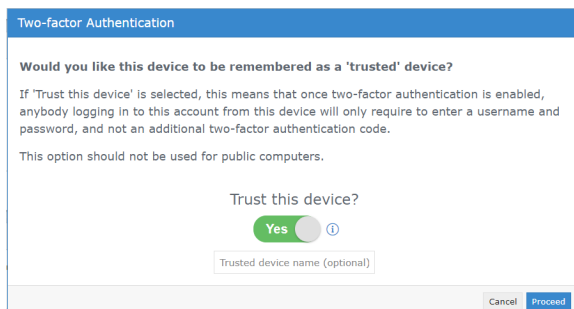 Two-factor Authentication
Would you like this device to be remembered as a 'trusted' device?
If 'Trust this device' is selected, this means that once two-factor authentication is enabled,
anybody logging in to this account from this device will only require to enter a username and
password, and not an additional two-factor authentication code.
This option should not be used for public computers.
Trust this device?
Yes
Trusted device name (optional)
Cancel Proceed